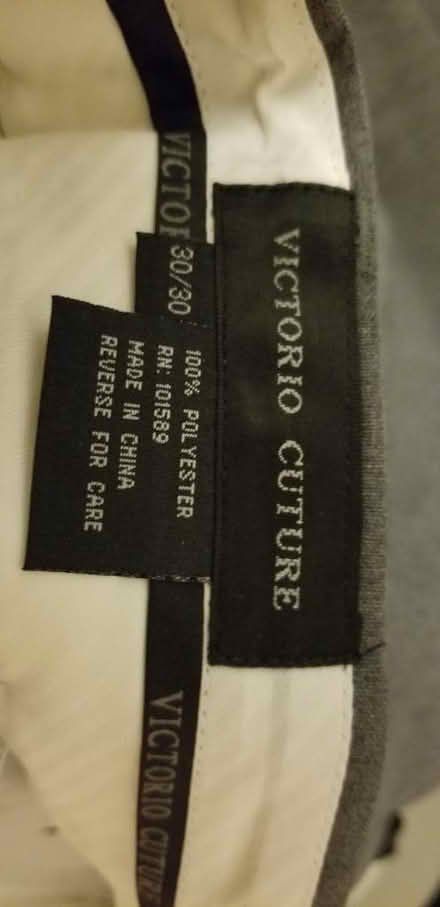 VICTORIO CUTURE
VICTOR
30/30
100% POLYESTER
RN: 101589
MADE IN CHINA
REVERSE FOR CARE
VICTORIO CUTURE